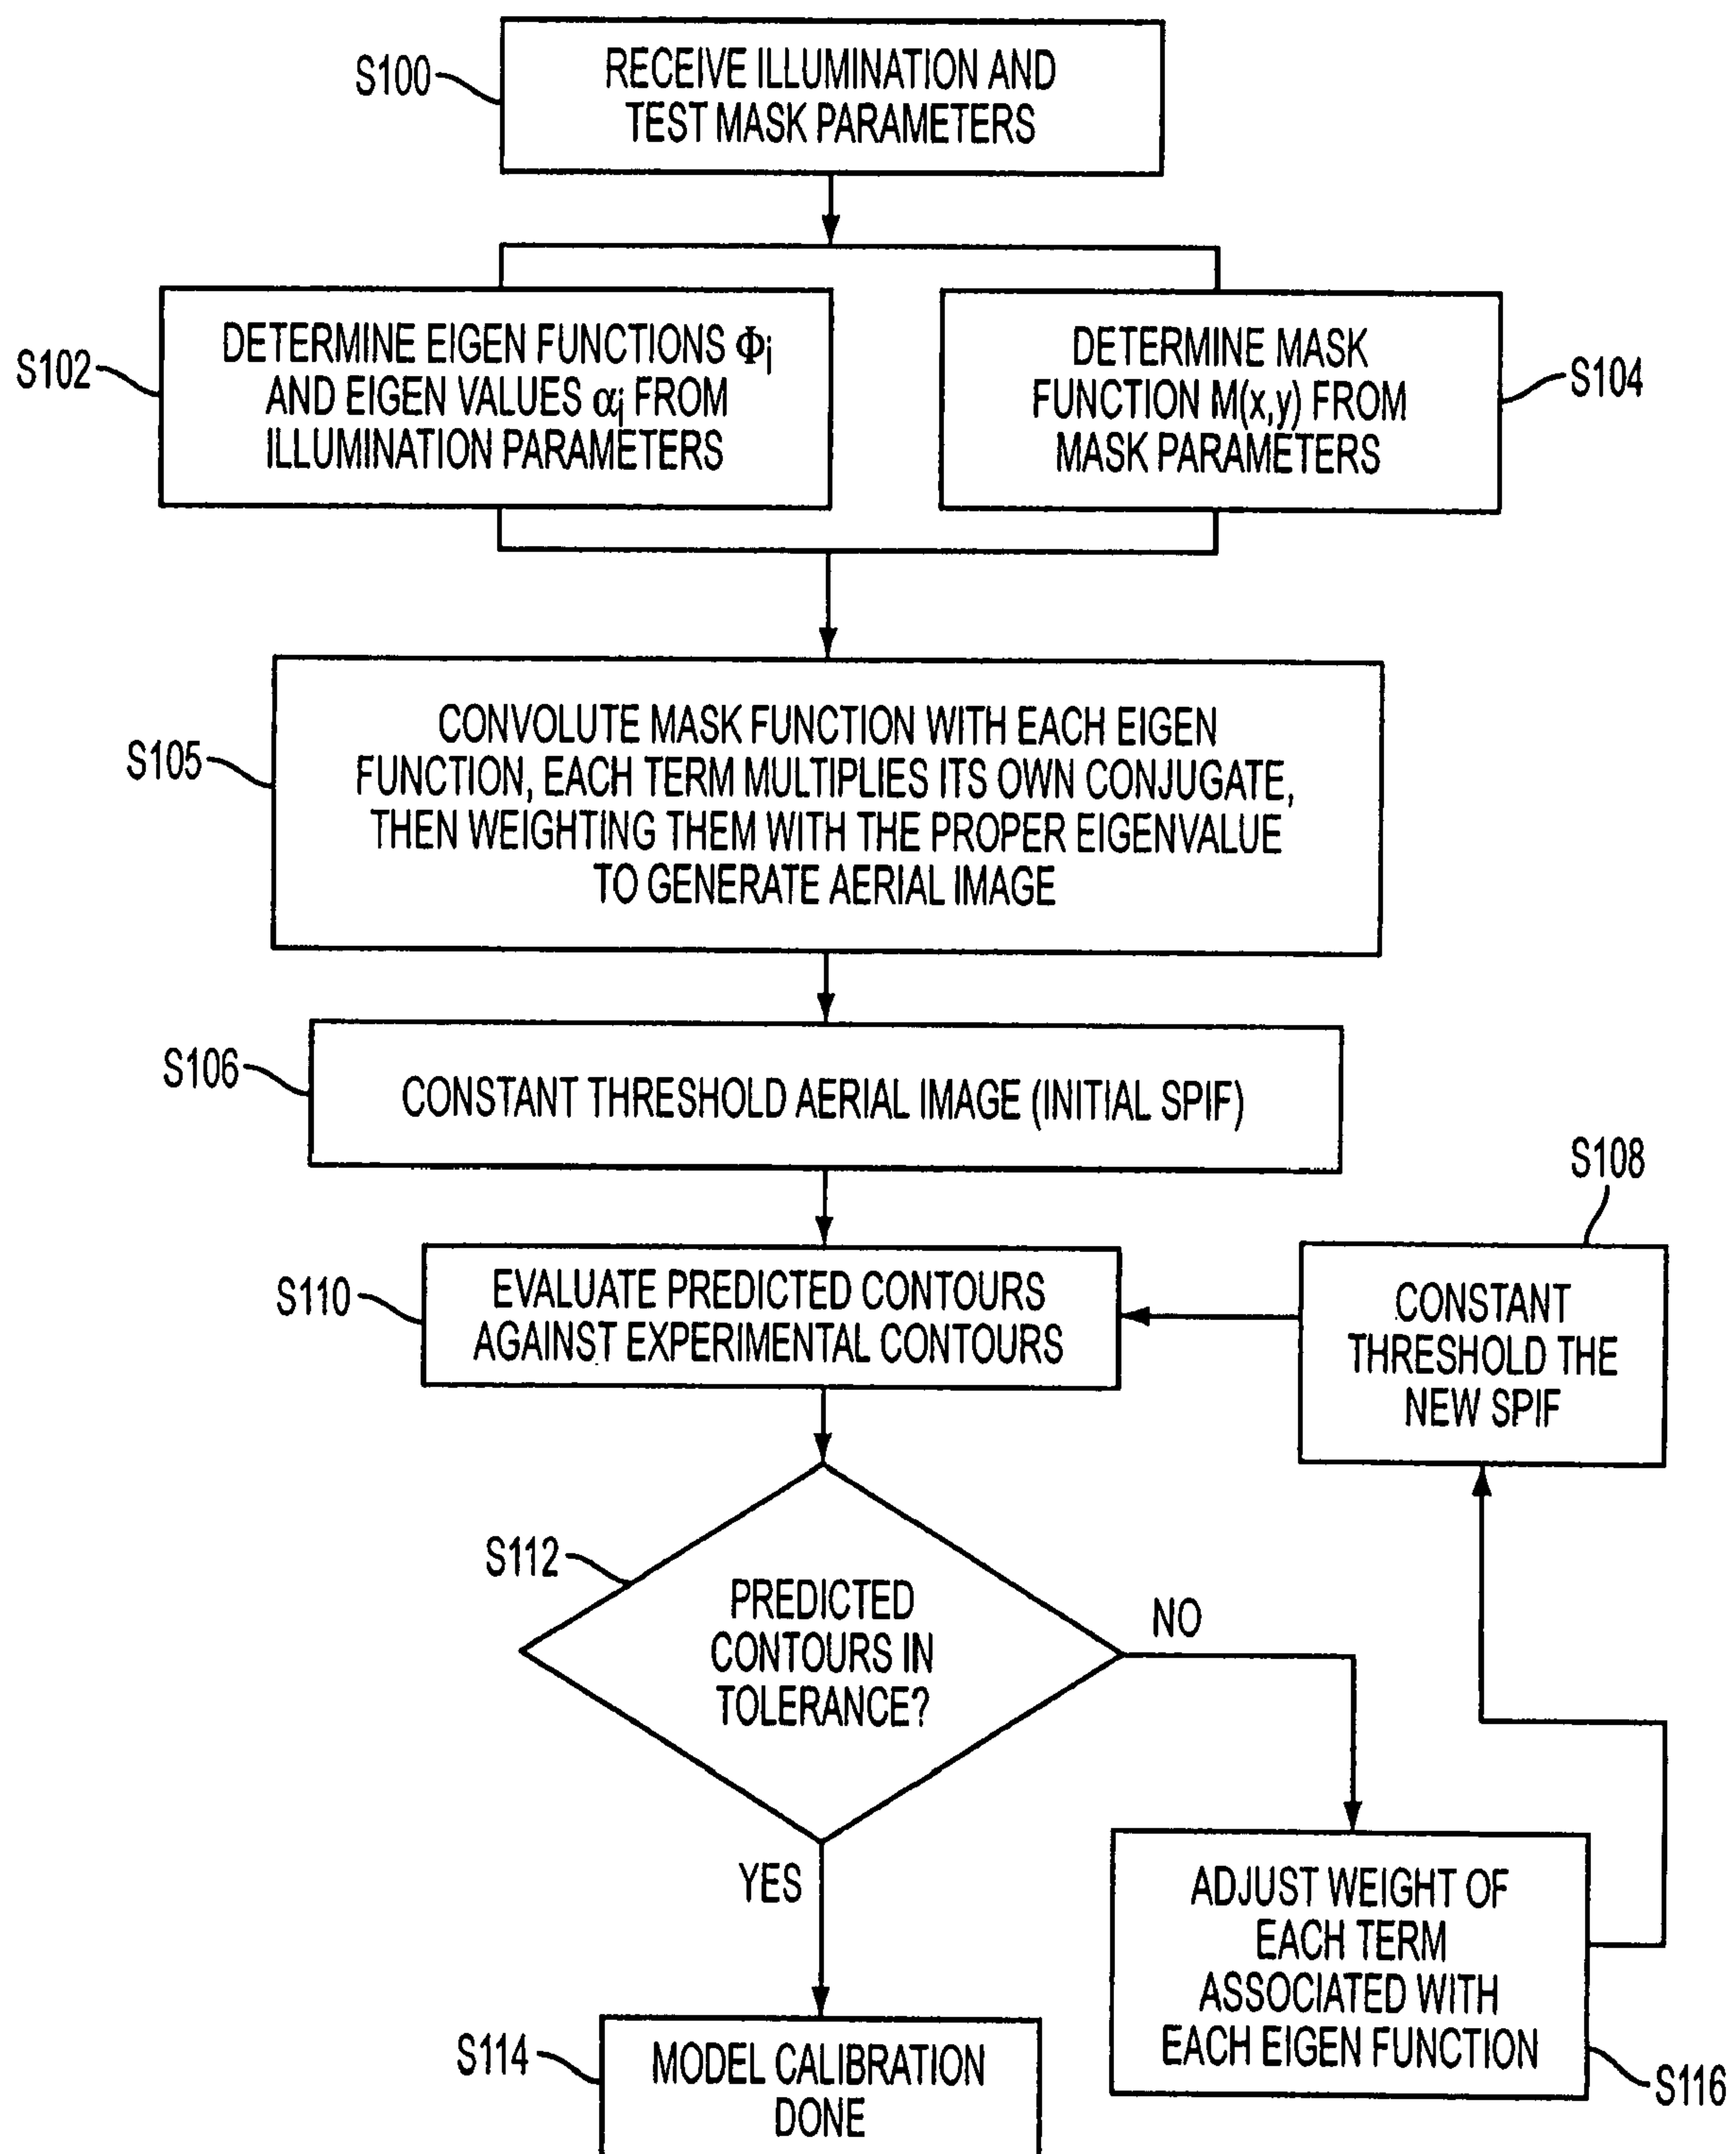 S100
RECEIVE ILLUMINATION AND
TEST MASK PARAMETERS
S102
DETERMINE EIGEN FUNCTIONS Φj
AND EIGEN VALUES αj FROM
ILLUMINATION PARAMETERS
DETERMINE MASK
FUNCTION M(x,y) FROM
MASK PARAMETERS
S104
S105
CONVOLUTE MASK FUNCTION WITH EACH EIGEN
FUNCTION, EACH TERM MULTIPLIES ITS OWN CONJUGATE,
THEN WEIGHTING THEM WITH THE PROPER EIGENVALUE
TO GENERATE AERIAL IMAGE
S106
CONSTANT THRESHOLD AERIAL IMAGE (INITIAL SPIF)
S108
CONSTANT
THRESHOLD THE
NEW SPIF
S110
EVALUATE PREDICTED CONTOURS
AGAINST EXPERIMENTAL CONTOURS
S112
PREDICTED
CONTOURS IN
TOLERANCE?
NO
YES
ADJUST WEIGHT OF
EACH TERM
ASSOCIATED WITH
EACH EIGEN FUNCTION
S116
S114
MODEL CALIBRATION
DONE